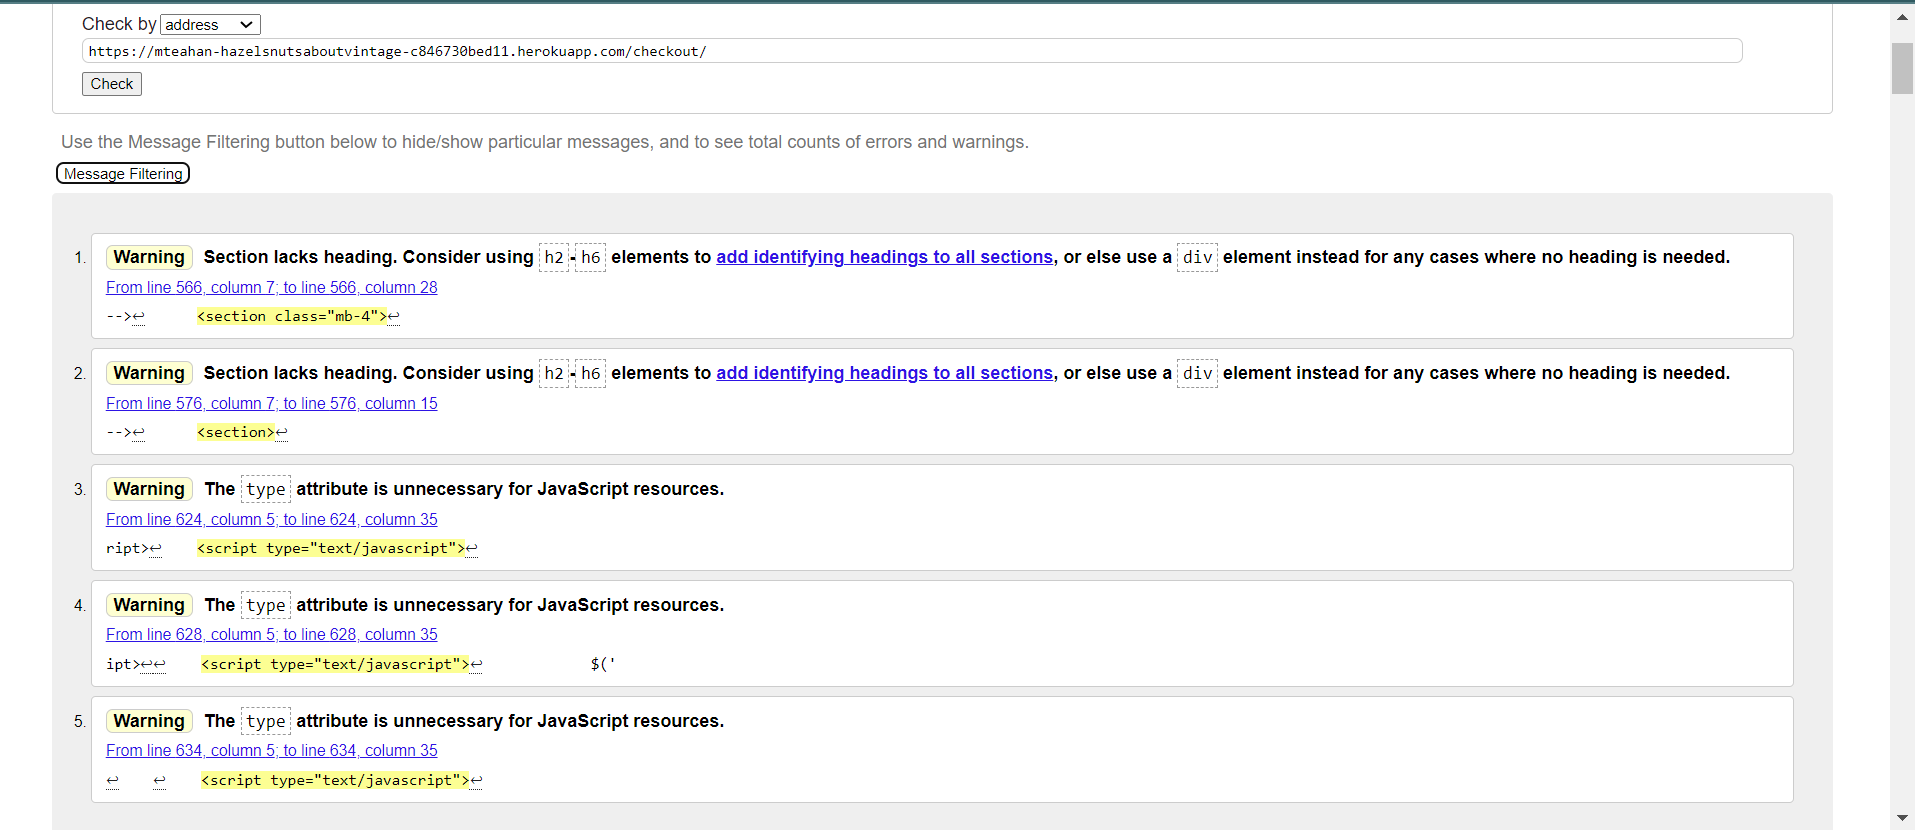 Check by address
https://mteahan-hazelsnutsaboutvintage-c846730bed11.herokuapp.com/checkout/
Check
Use the Message Filtering button below to hide/show particular messages, and to see total counts of errors and warnings.
Message Filtering
1. Warning Section lacks heading. Consider using h2-h6 elements to add identifying headings to all sections, or else use a div element instead for any cases where no heading is needed.
From line 566, column 7; to line 566, column 28
-->↩ <section class="mb-4">↩
2. Warning Section lacks heading. Consider using h2-h6 elements to add identifying headings to all sections, or else use a div element instead for any cases where no heading is needed.
From line 576, column 7; to line 576, column 15
-->↩ <section>↩
3. Warning The type attribute is unnecessary for JavaScript resources.
From line 624, column 5; to line 624, column 35
ript>↩ <script type="text/javascript">↩
4. Warning The type attribute is unnecessary for JavaScript resources.
From line 628, column 5; to line 628, column 35
ipt>↩↩ <script type="text/javascript">↩ $('
5. Warning The type attribute is unnecessary for JavaScript resources.
From line 634, column 5; to line 634, column 35
↩ ↩ <script type="text/javascript">↩